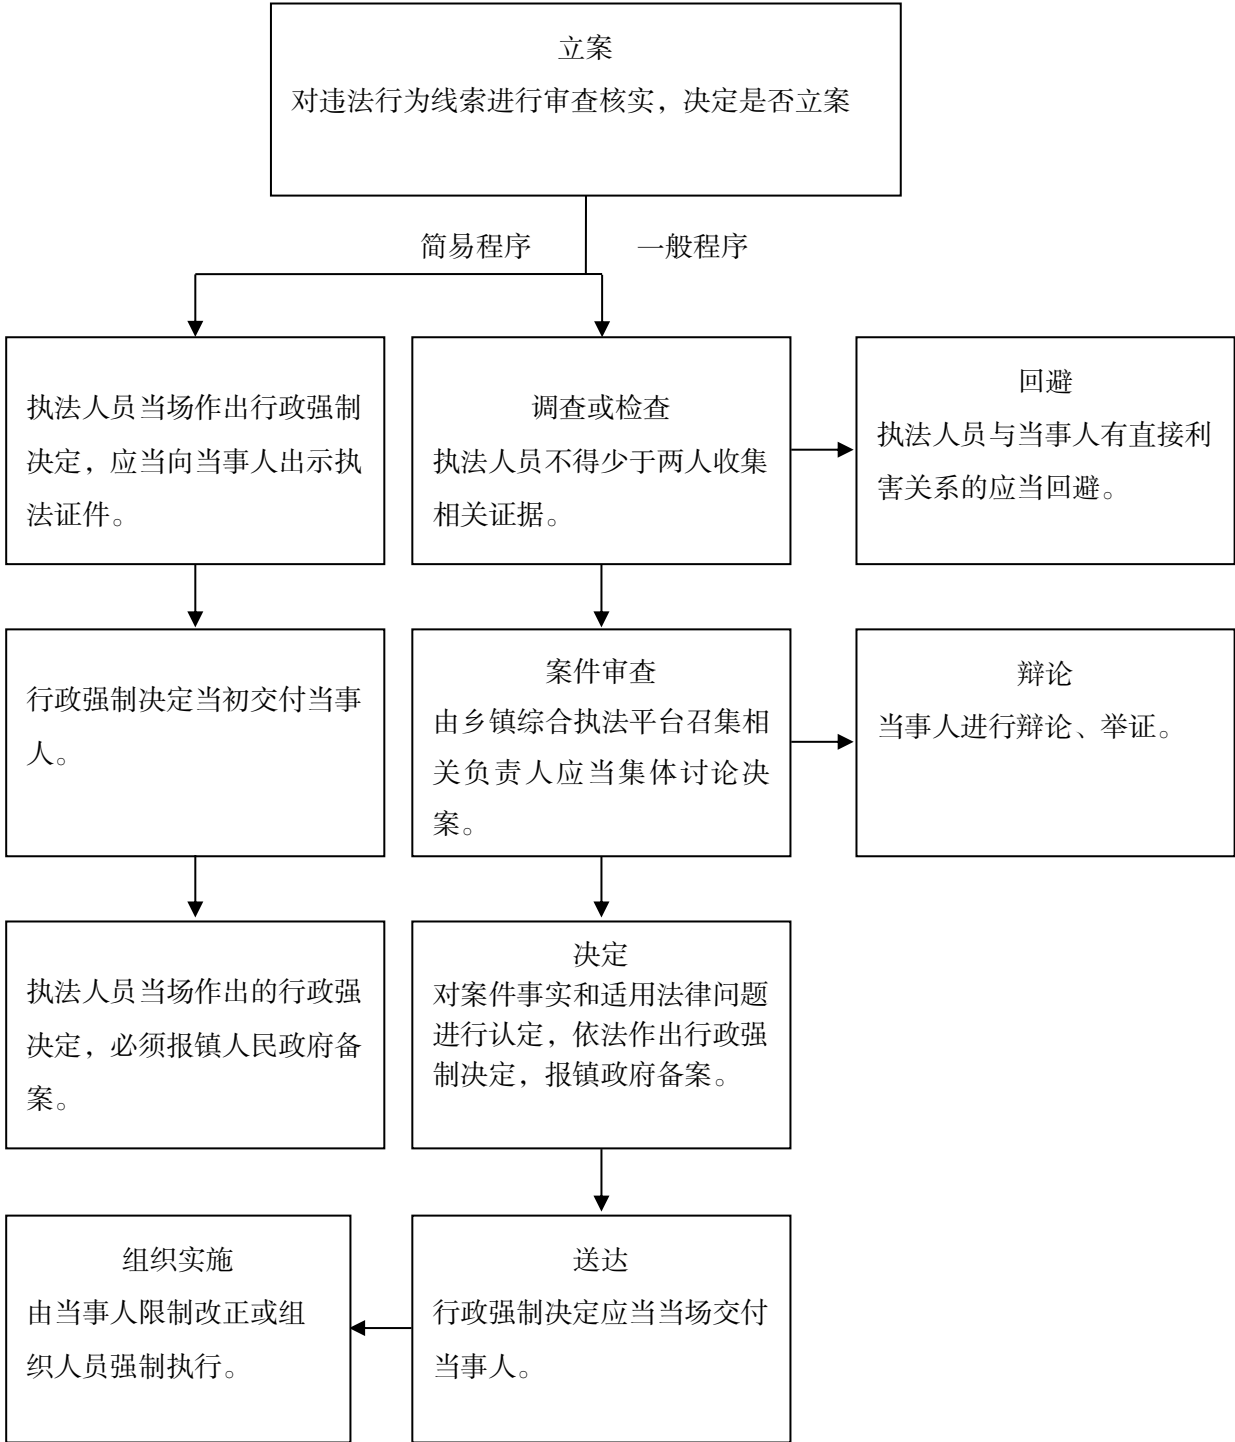 立案
对违法行为线索进行审查核实，决定是否立案
简易程序
一般程序
执法人员当场作出行政强制
决定，应当向当事人出示执
法证件。
调查或检查
执法人员不得少于两人收集
相关证据。
回避
执法人员与当事人有直接利
害关系的应当回避。
行政强制决定当初交付当事
人。
案件审查
由乡镇综合执法平台召集相
关负责人应当集体讨论决
案。
辩论
当事人进行辩论、举证。
执法人员当场作出的行政强
决定，必须报镇人民政府备
案。
决定
对案件事实和适用法律问题
进行认定，依法作出行政强
制决定，报镇政府备案。
组织实施
由当事人限制改正或组
织人员强制执行。
送达
行政强制决定应当当场交付
当事人。